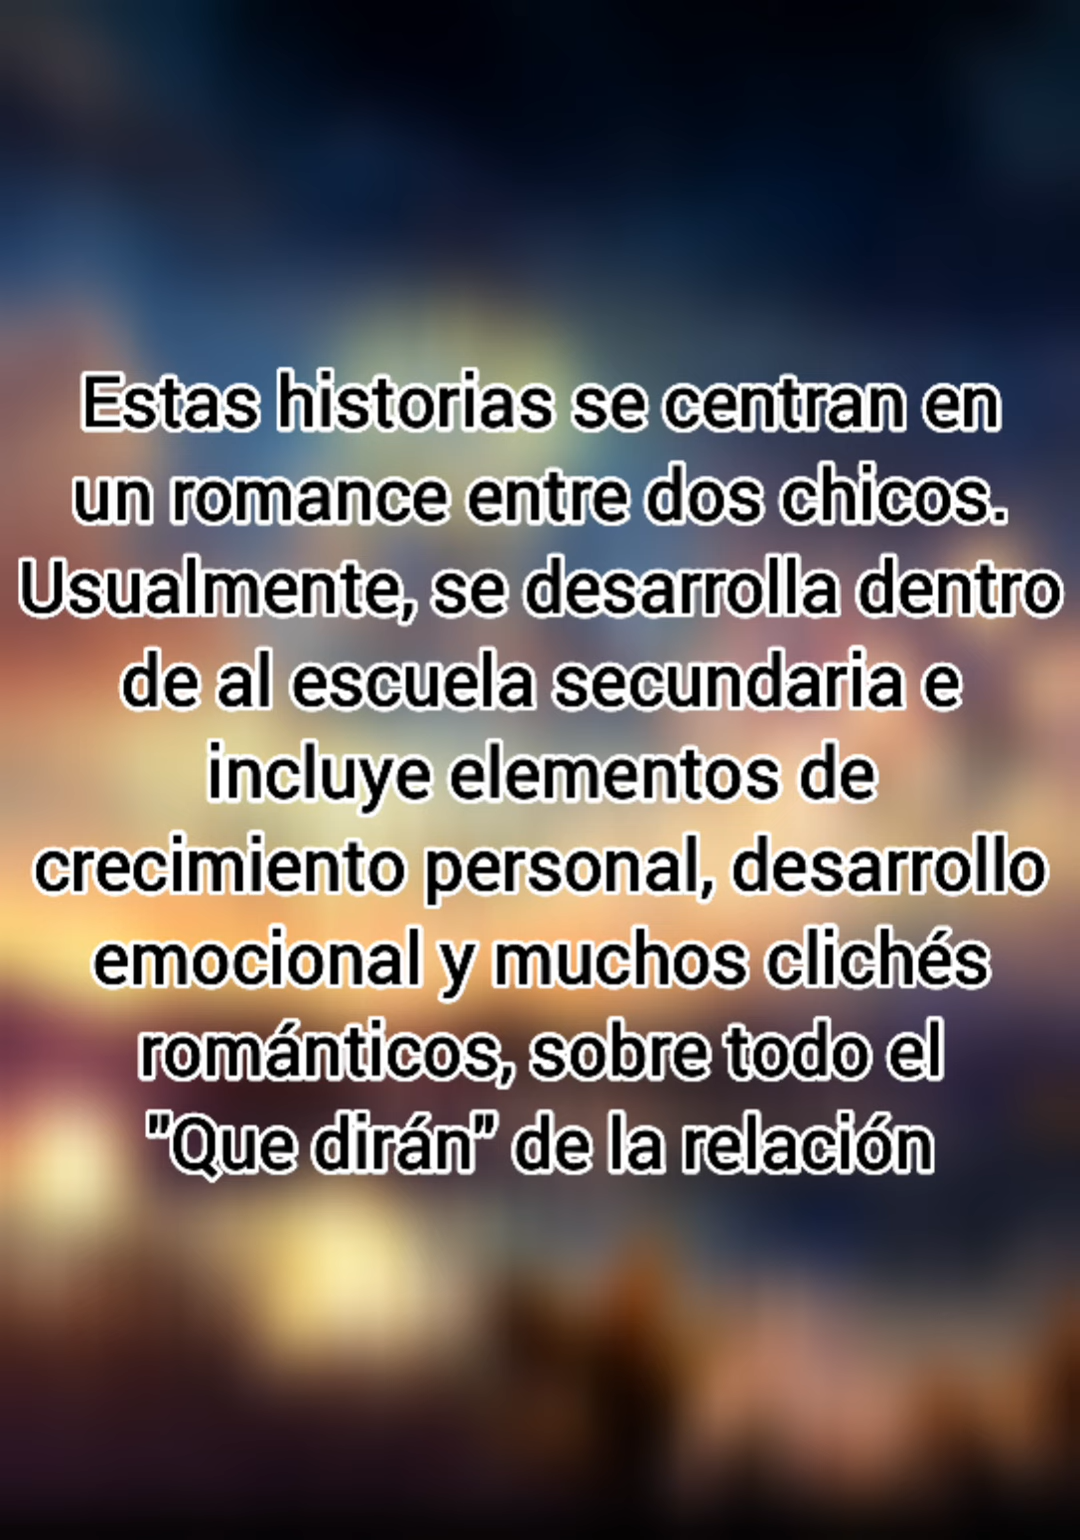 Estas historias se centran en
un romance entre dos chicos.
Usualmente, se desarrolla dentro
de al escuela secundaria e
incluye elementos de
crecimiento personal, desarrollo
emocional y muchos clichés
románticos, sobre todo el
"Que dirán" de la relación